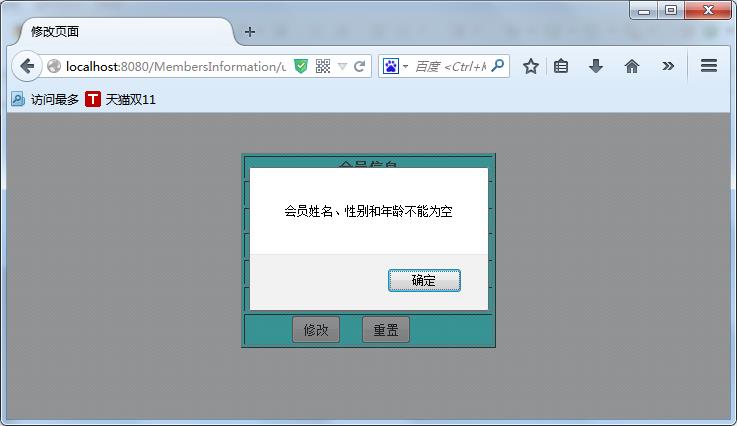 修改页面
localhost:8080/MembersInformation/u
百度 <Ctrl+K
访问最多
T 天猫双11
会员信息
会员姓名、性别和年龄不能为空
确定
修改 重置